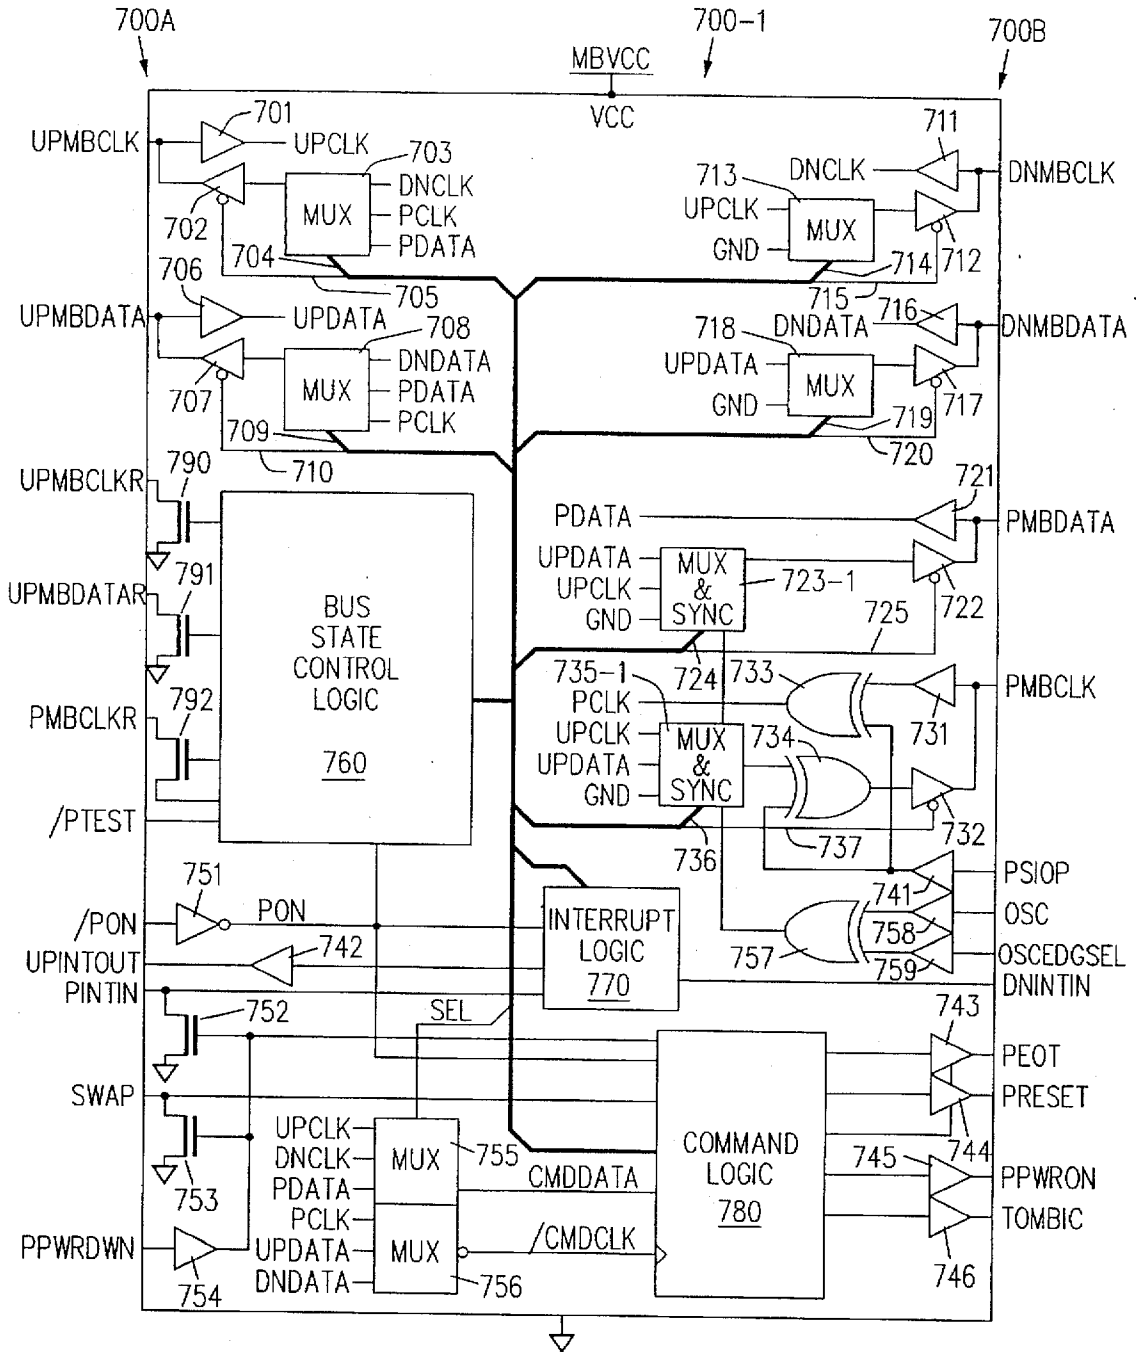 700A
700-1
700B
MBVCC
VCC
UPMBCLK
701
UPCLK
702
703
MUX
DNCLK
PCLK
PDATA
704
705
711
DNCLK
DNMBCLK
713
UPCLK
MUX
GND
712
714
715
UPMBDATA
706
UPDATA
707
708
MUX
DNDATA
PDATA
PCLK
709
710
716
DNDATA
DNMBDATA
718
UPDATA
MUX
GND
717
719
720
UPMBCLKR
790
UPMBDATAR
791
PMBCLKR
792
/PTEST
BUS
STATE
CONTROL
LOGIC
760
721
PDATA
PMBDATA
UPDATA
UPCLK
GND
MUX
&
SYNC
723-1
722
725
724
735-1
733
PCLK
UPCLK
UPDATA
GND
MUX
&
SYNC
734
PMBCLK
731
732
736
737
741
PSIOP
758
OSC
757
759
OSCEDGSEL
/PON
751
PON
UPINTOUT
742
PINTIN
INTERRUPT
LOGIC
770
DNINTIN
752
SEL
SWAP
753
PPWRDWN
754
UPCLK
DNCLK
PDATA
MUX
755
PCLK
UPDATA
DNDATA
MUX
756
CMDDATA
/CMDCLK
COMMAND
LOGIC
780
743
PEOT
PRESET
744
745
PPWRON
TOMBIC
746